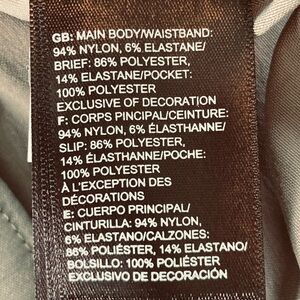 GB: MAIN BODY/WAISTBAND:
94% NYLON, 6% ELASTANE/
BRIEF: 86% POLYESTER,
14% ELASTANE/POCKET:
100% POLYESTER
EXCLUSIVE OF DECORATION
F: CORPS PINCIPAL/CEINTURE:
94% NYLON, 6% ÉLASTHANNE/
SLIP: 86% POLYESTER,
14% ÉLASTHANNE/POCHE:
100% POLYESTER
À L'EXCEPTION DES
DÉCORATIONS
E: CUERPO PRINCIPAL/
CINTURILLA: 94% NYLON,
6% ELASTANO/CALZONES:
86% POLIÉSTER, 14% ELASTANO/
BOLSILLO: 100% POLIÉSTER
EXCLUSIVO DE DECORACIÓN